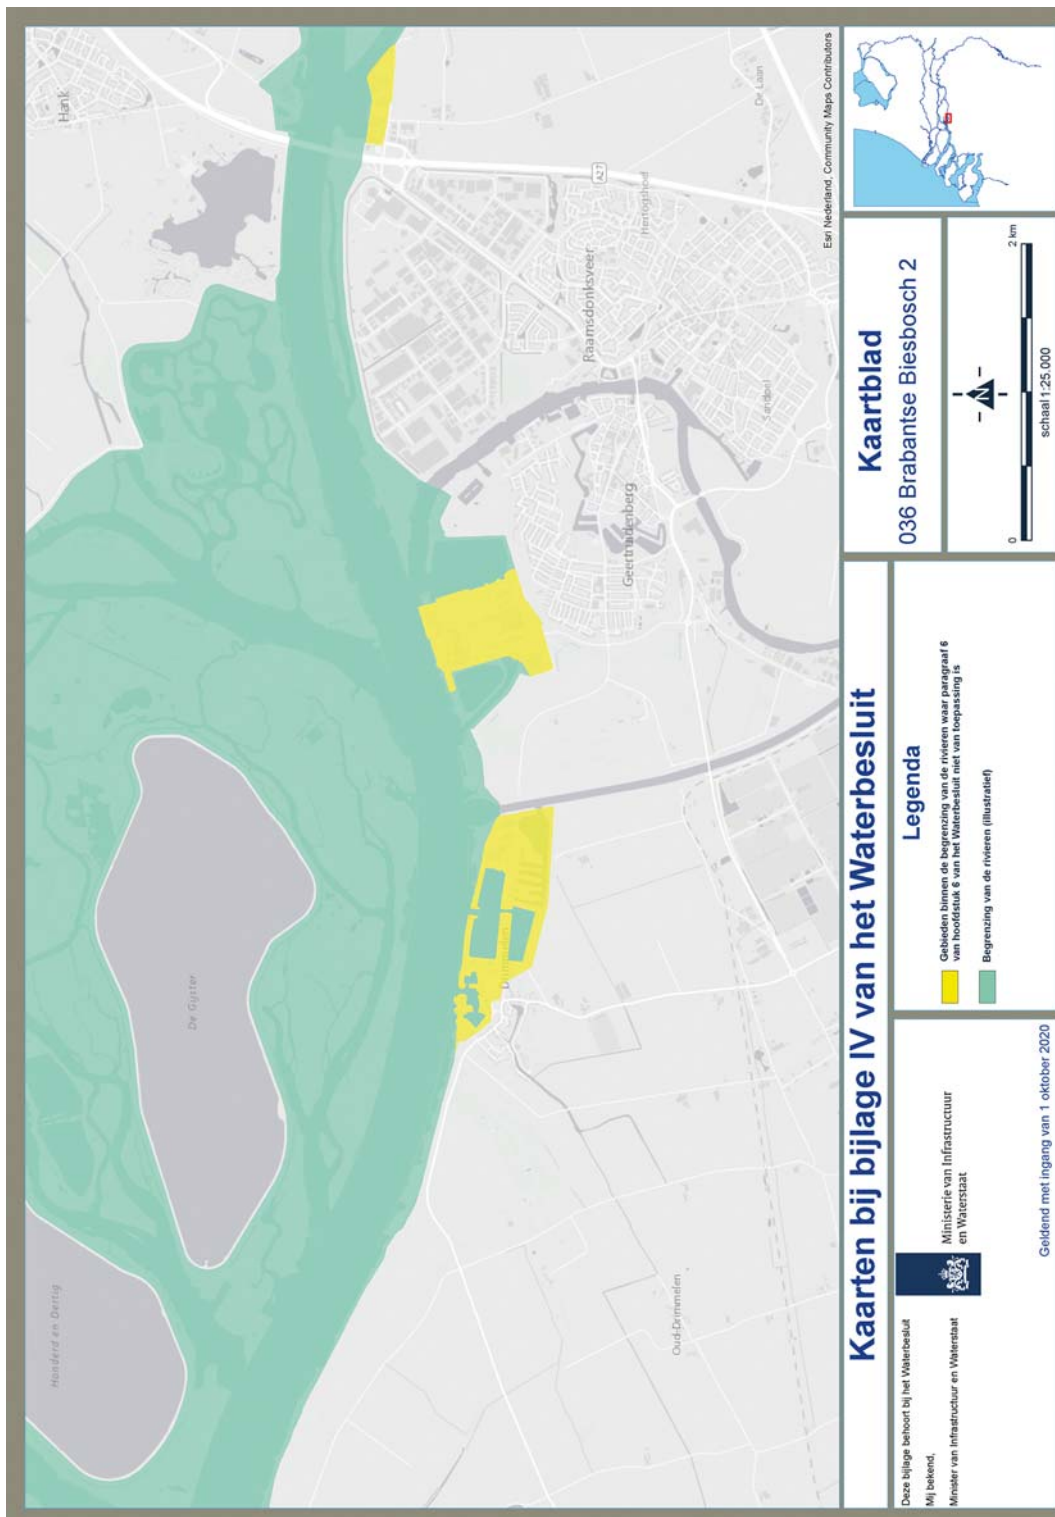 Hank
De Gijster
Honderd en Dertig
Raamsdonksveer
Hertogshod
De Laan
A27
Sandoel
Geertruidenberg
Drimmelen
Oud-Drimmelen
Esri Nederland, Community Maps Contributors
Kaarten bij bijlage IV van het Waterbesluit
Deze bijlage behoort bij het Waterbesluit
Mij bekend,
Minister van Infrastructuur en Waterstaat
Ministerie van Infrastructuur
en Waterstaat
Geldend met ingang van 1 oktober 2020
Legenda
Gebieden binnen de begrenzing van de rivieren waar paragraaf 6
van hoofdstuk 6 van het Waterbesluit niet van toepassing is
Begrenzing van de rivieren (illustratief)
Kaartblad
036 Brabantse Biesbosch 2
N
0
2 km
schaal 1:25.000